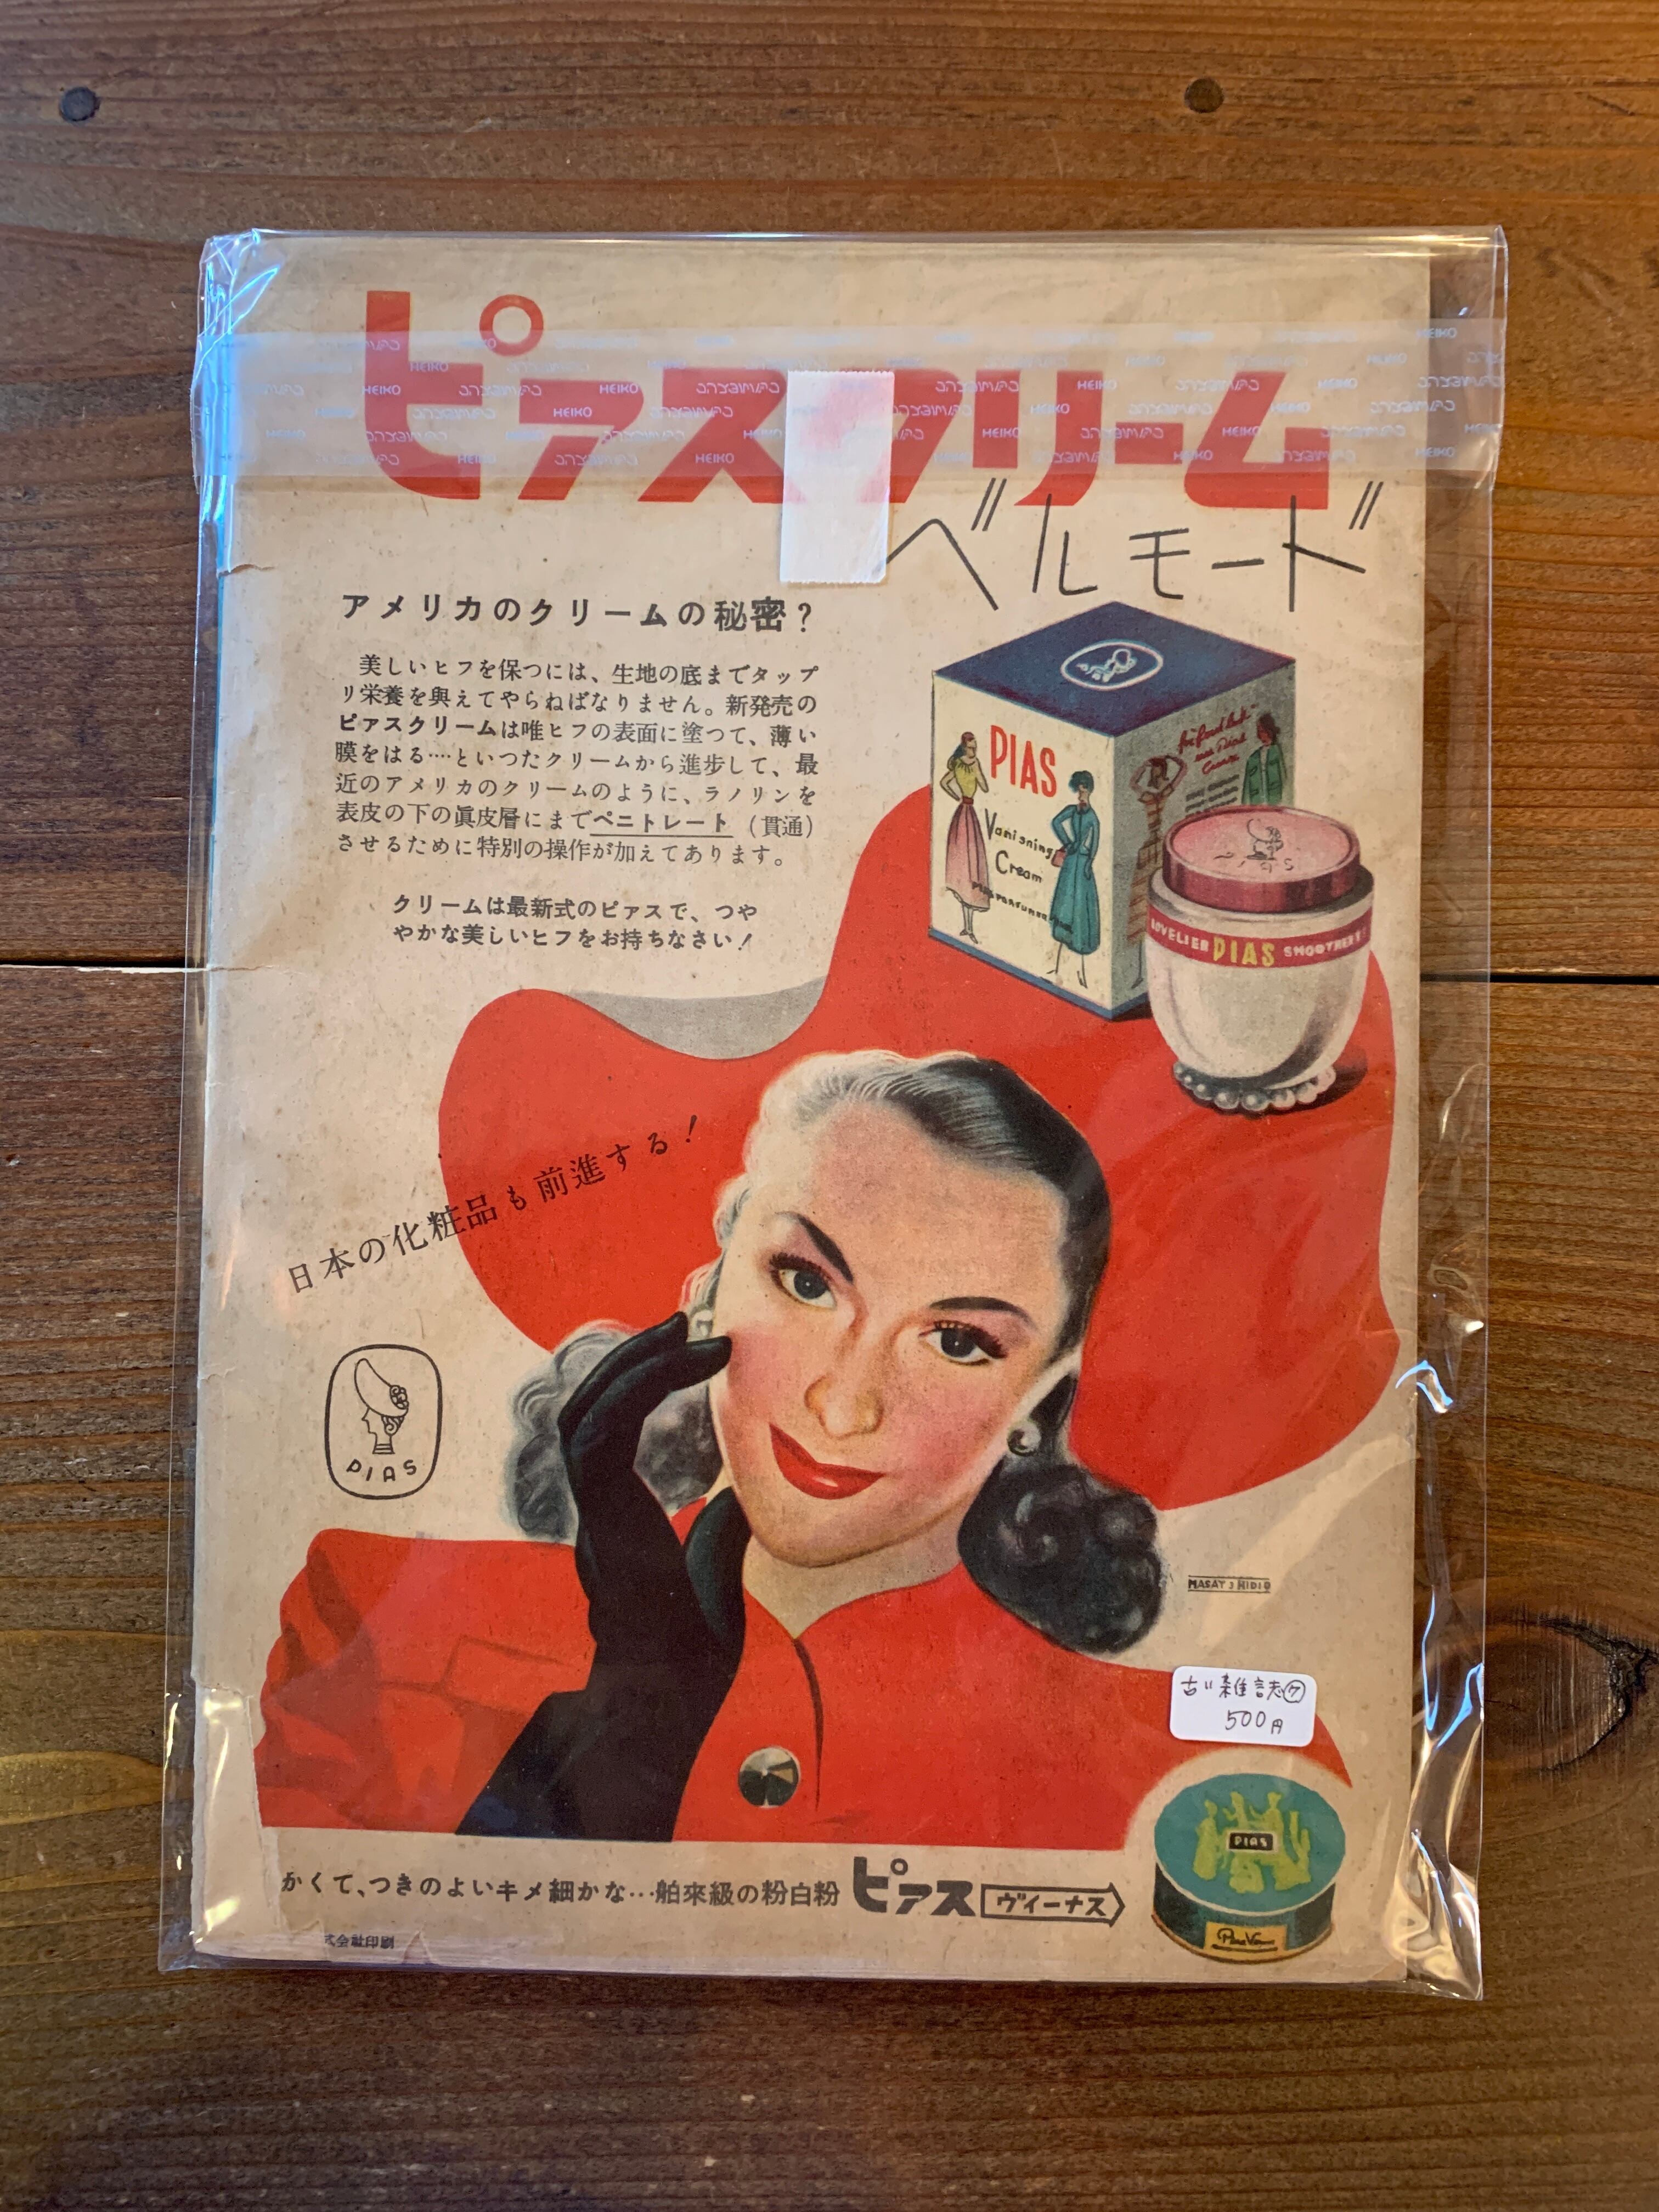 ピアスクリーム
ベルモード
アメリカのクリームの秘密?
美しいヒフを保つには、生地の底までタップ
リ栄養を與えてやらねばなりません。新発売の
ピアスクリームは唯ヒフの表面に塗つて、薄い
膜をはる‥‥といつたクリームから進歩して、最
近のアメリカのクリームのように、ラノリンを
表皮の下の眞皮層にまでペニトレート(貫通)
させるために特別の操作が加えてあります。
クリームは最新式のピアスで、つや
やかな美しいヒフをお持ちなさい!
PIAS
Vanisning
Cream
PIAS
LOVELIER PIAS SMOOTHER
日本の化粧品も前進する!
PIAS
古い雑誌⑦
500円
PIAS
かくて、つきのよいキメ細かな…舶來級の粉白粉
ピアス ヴィーナス
式会社印刷
HEIKO